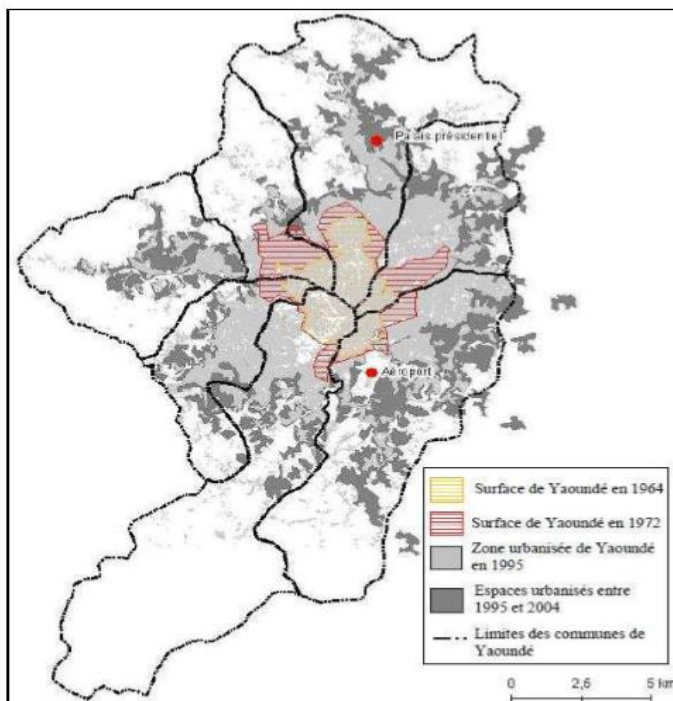 Palais présidentiel
Aéroport
Surface de Yaoundé en 1964
Surface de Yaoundé en 1972
Zone urbanisée de Yaoundé
en 1995
Espaces urbanisés entre
1995 et 2004
Limites des communes de
Yaoundé
0 2,5 5 km